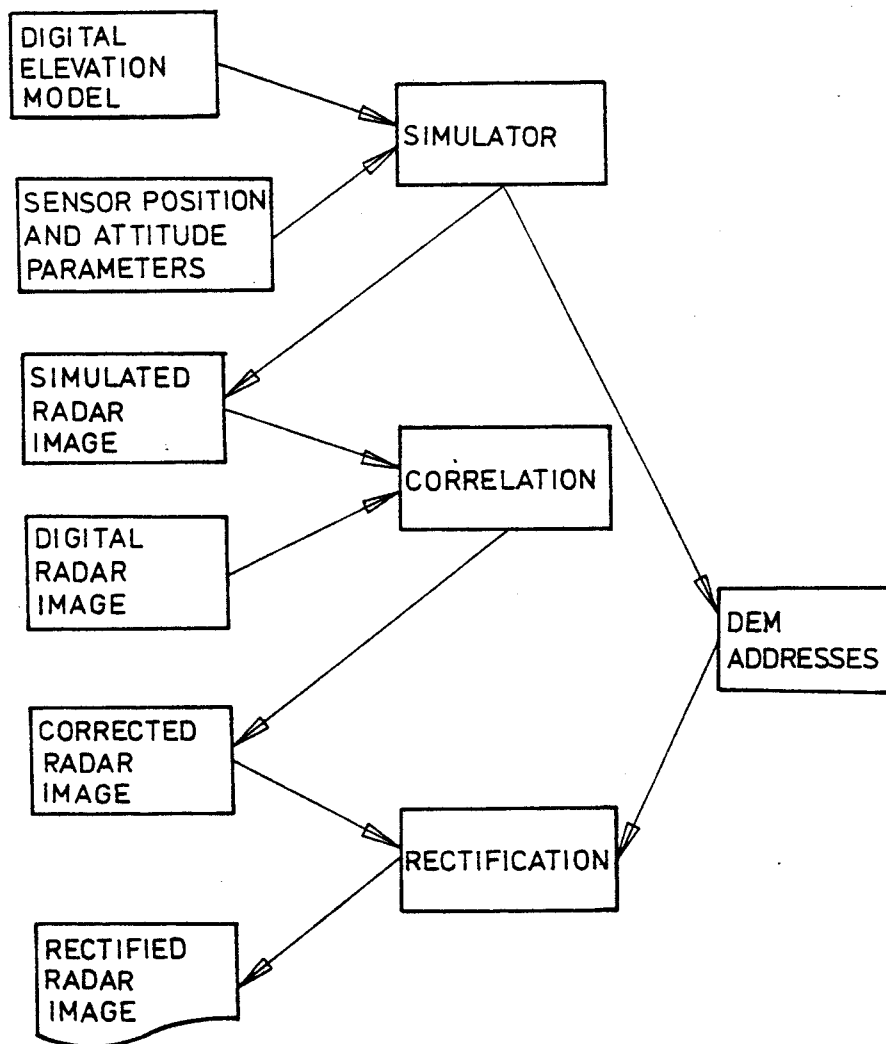 DIGITAL
ELEVATION
MODEL
SIMULATOR
SENSOR POSITION
AND ATTITUDE
PARAMETERS
SIMULATED
RADAR
IMAGE
CORRELATION
DIGITAL
RADAR
IMAGE
DEM
ADDRESSES
CORRECTED
RADAR
IMAGE
RECTIFICATION
RECTIFIED
RADAR
IMAGE